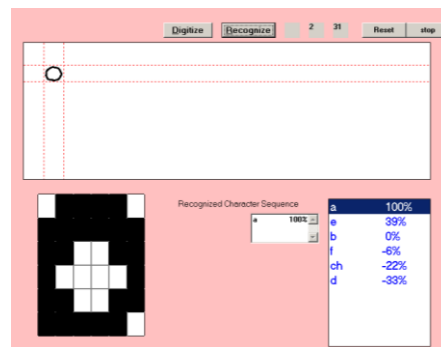 Digitize Recognize 2 31 Reset stop
Recognized Character Sequence
a 100%
a 100%
e 39%
b 0%
f -6%
ch -22%
d -33%